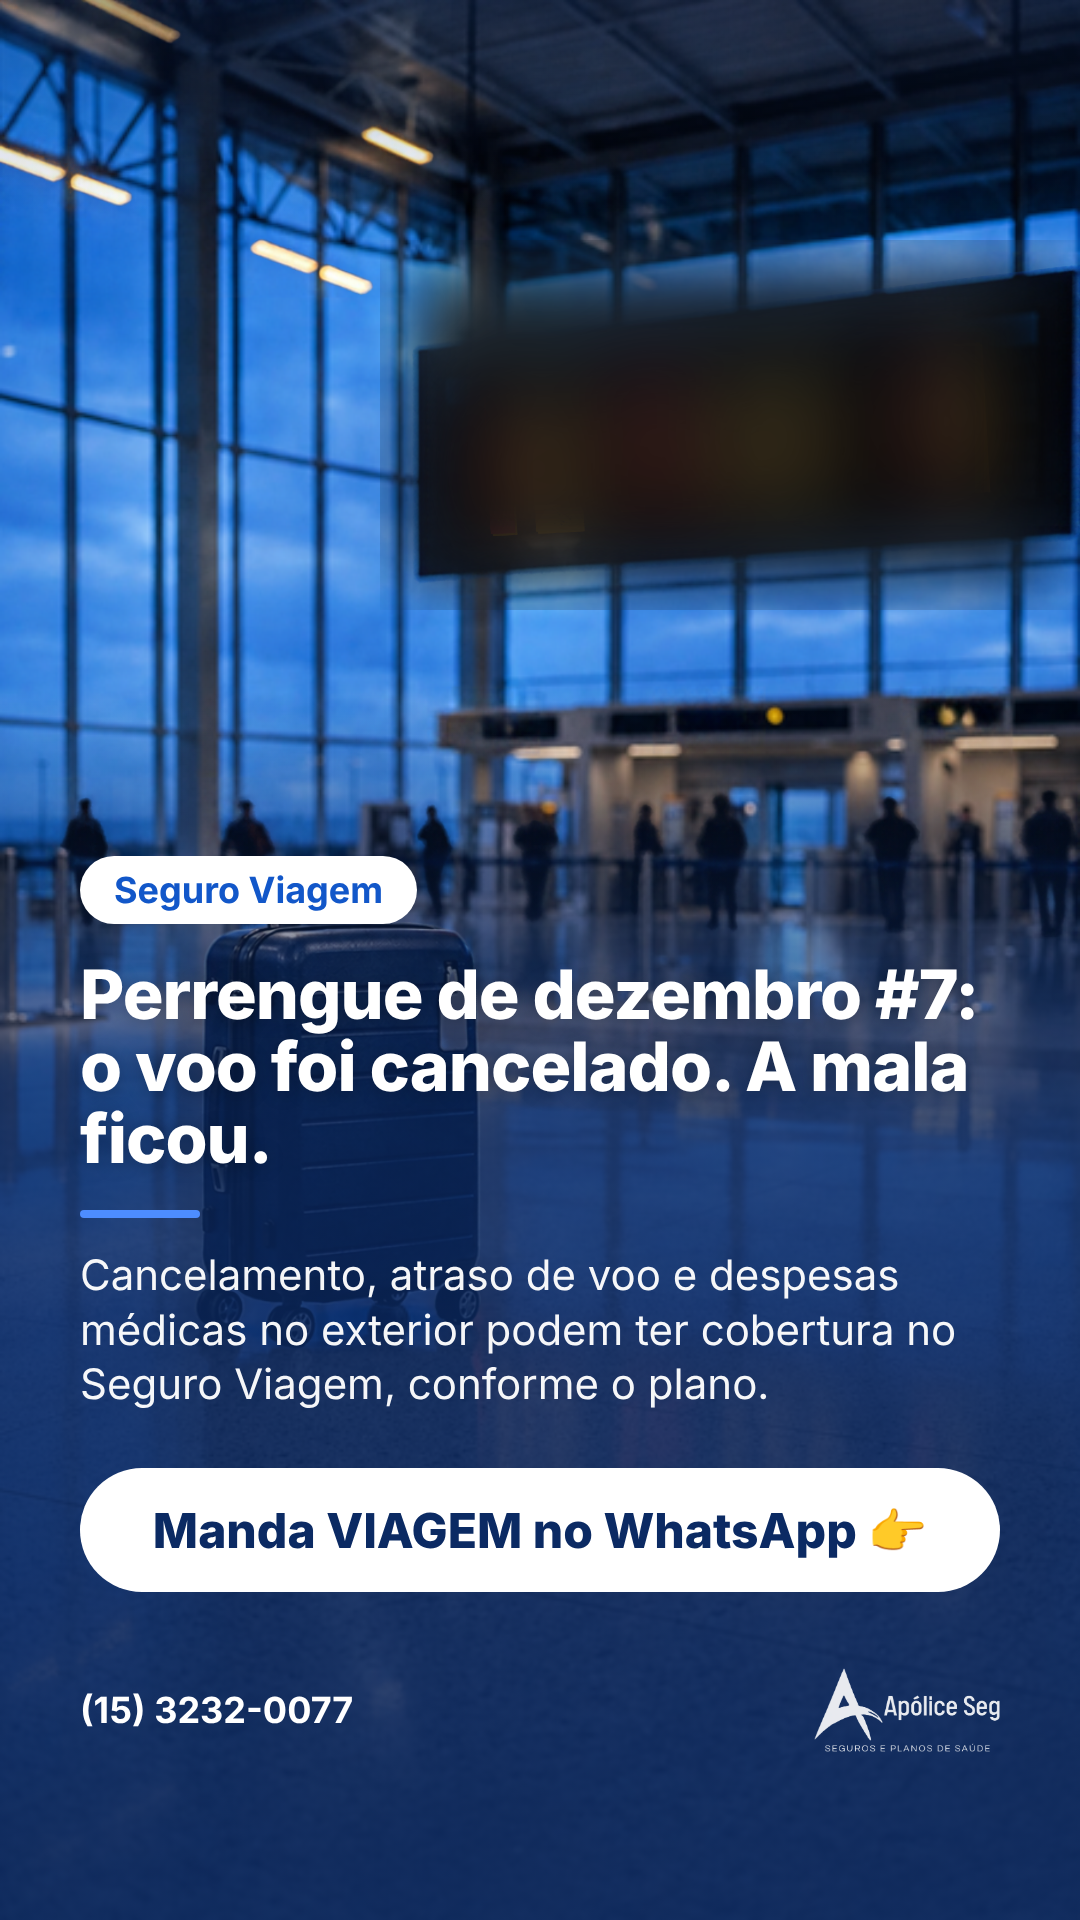 Seguro Viagem
Perrengue de dezembro #7:
o voo foi cancelado. A mala
ficou.
Cancelamento, atraso de voo e despesas
médicas no exterior podem ter cobertura no
Seguro Viagem, conforme o plano.
Manda VIAGEM no WhatsApp 👉
(15) 3232-0077
Apólice Seg
SEGUROS E PLANOS DE SAÚDE